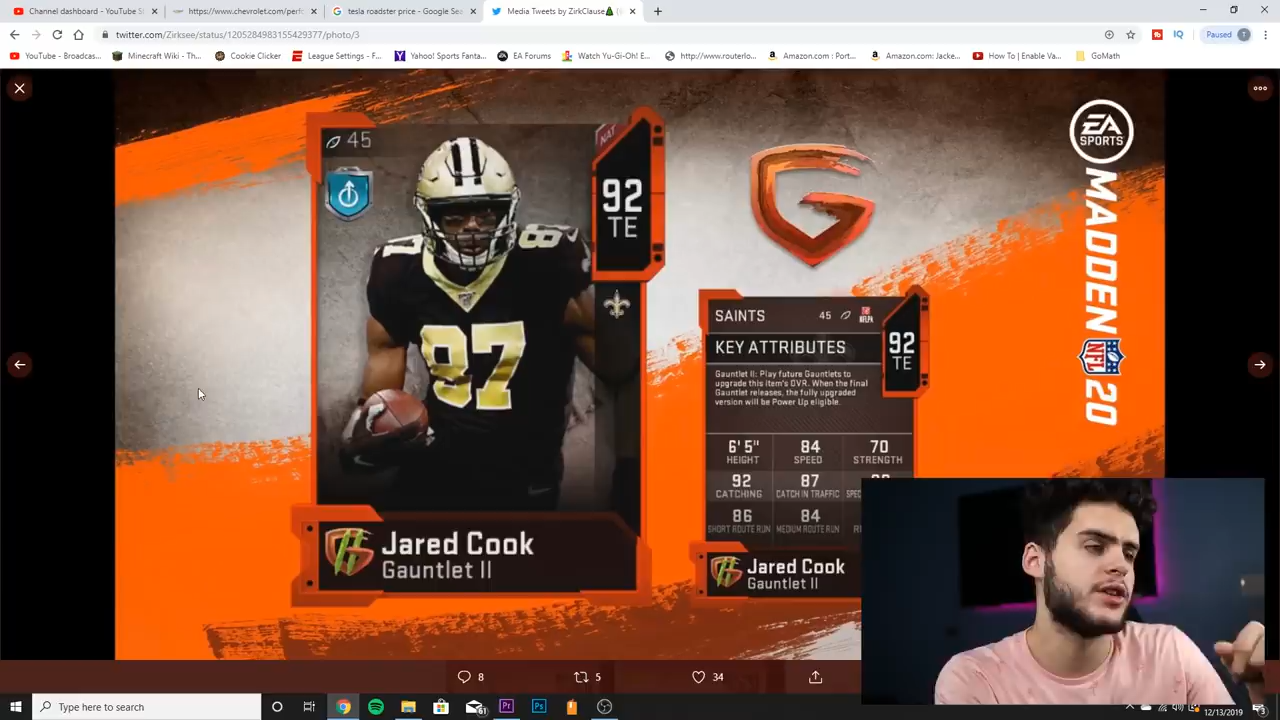 Channel dashboard - YouTube St
https://www.chevrolet.com/perfo
tesla roadster price - Google Sea
Media Tweets by ZirkClause
twitter.com/Zirksee/status/1205284983155429377/photo/3
Paused
T
YouTube - Broadcas...
Minecraft Wiki - Th...
Cookie Clicker
League Settings - F...
Yahoo! Sports Fanta...
EA Forums
Watch Yu-Gi-Oh! E...
http://www.routerlo...
Amazon.com : Port...
Amazon.com: Jacke...
How To | Enable Va...
GoMath
45
NAT
92
TE
87
87
Jared Cook
Gauntlet II
G
EA
SPORTS
MADDEN NFL 20
SAINTS 45 NFLPA
92
TE
KEY ATTRIBUTES
Gauntlet II: Play future Gauntlets to
upgrade this item's OVR. When the final
Gauntlet releases, the fully upgraded
version will be Power Up eligible.
6' 5" 84 70
HEIGHT SPEED STRENGTH
92 87
CATCHING CATCH IN TRAFFIC
86 84
SHORT ROUTE RUN MEDIUM ROUTE RUN
Jared Cook
Gauntlet II
8 5 34
Type here to search
12/13/2019